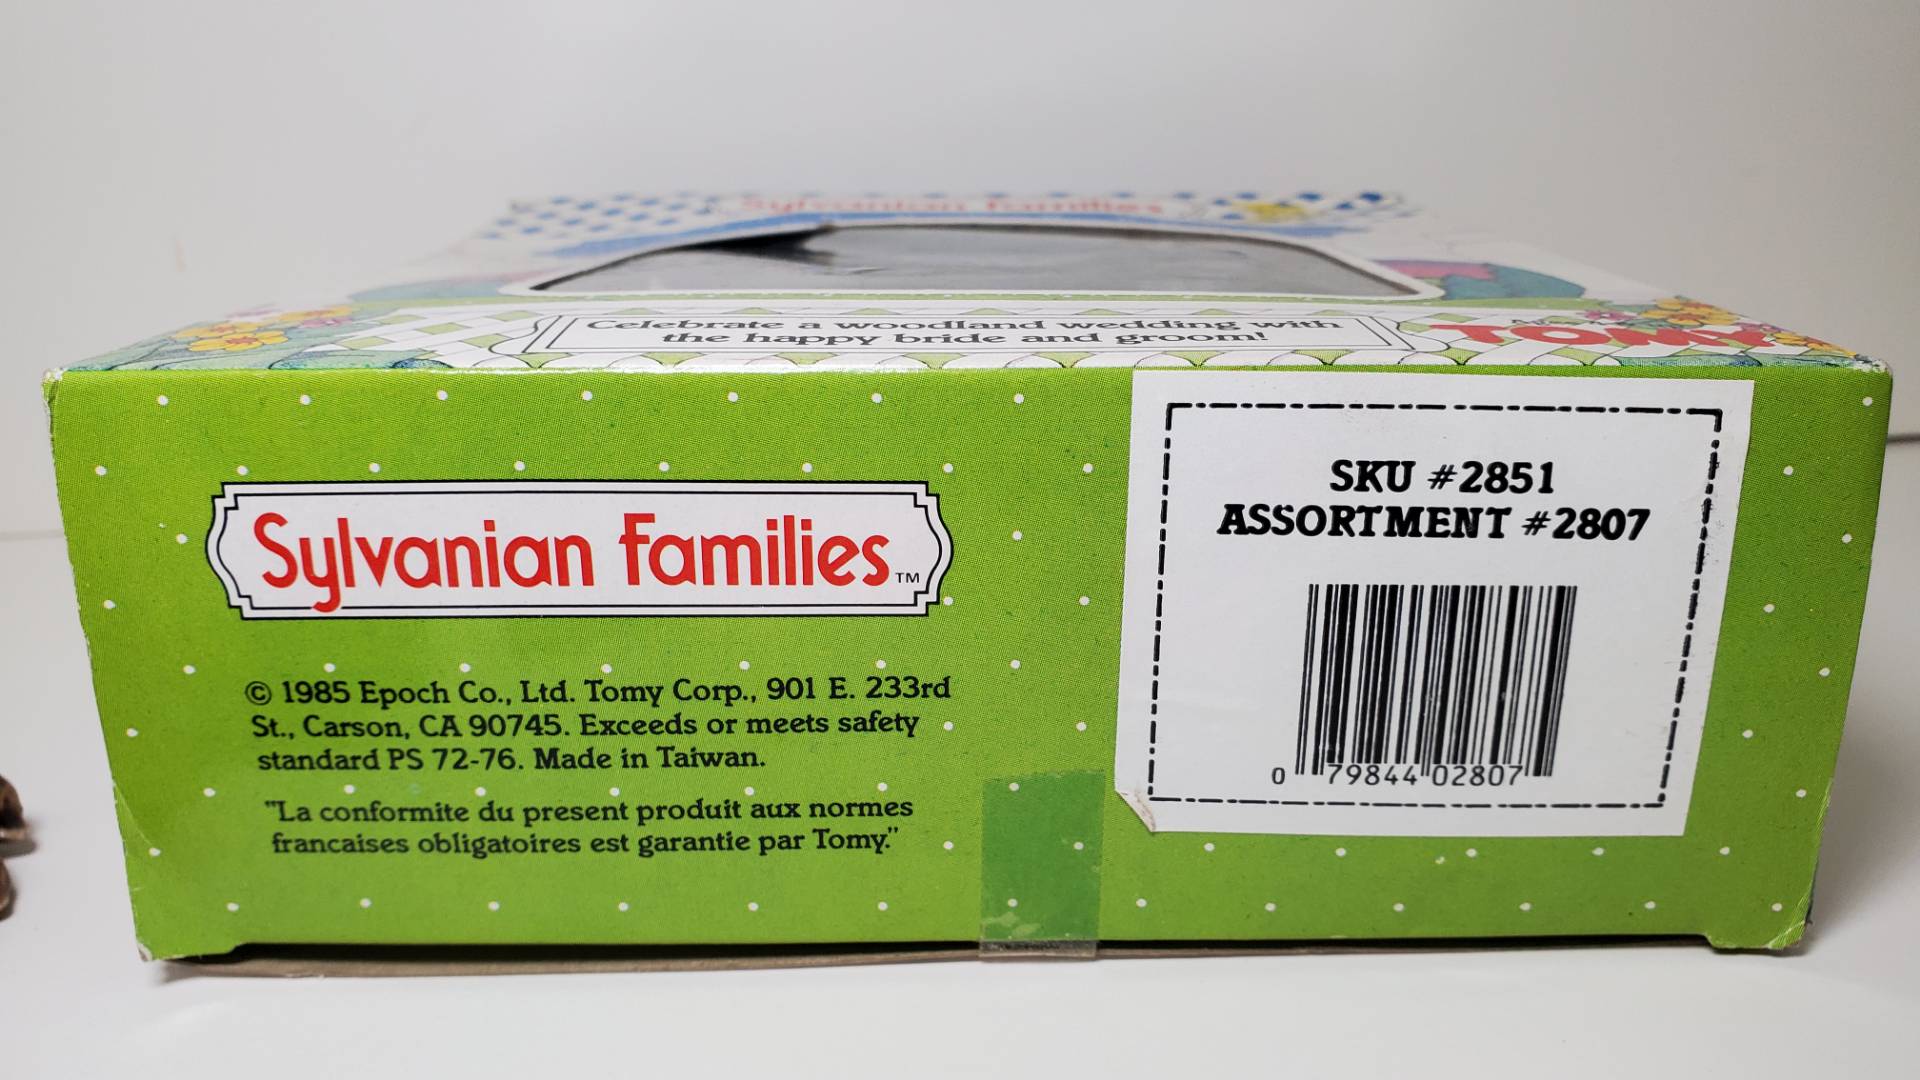 Sylvanian Families
Celebrate a woodland wedding with
the happy bride and groom!
TOMY
Sylvanian Families™
© 1985 Epoch Co., Ltd. Tomy Corp., 901 E. 233rd
St., Carson, CA 90745. Exceeds or meets safety
standard PS 72-76. Made in Taiwan.
"La conformite du present produit aux normes
francaises obligatoires est garantie par Tomy."
SKU #2851
ASSORTMENT #2807
0 79844 02807